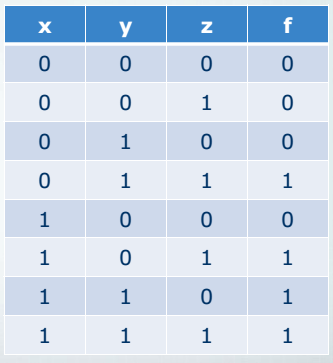 x y z f
0 0 0 0
0 0 1 0
0 1 0 0
0 1 1 1
1 0 0 0
1 0 1 1
1 1 0 1
1 1 1 1